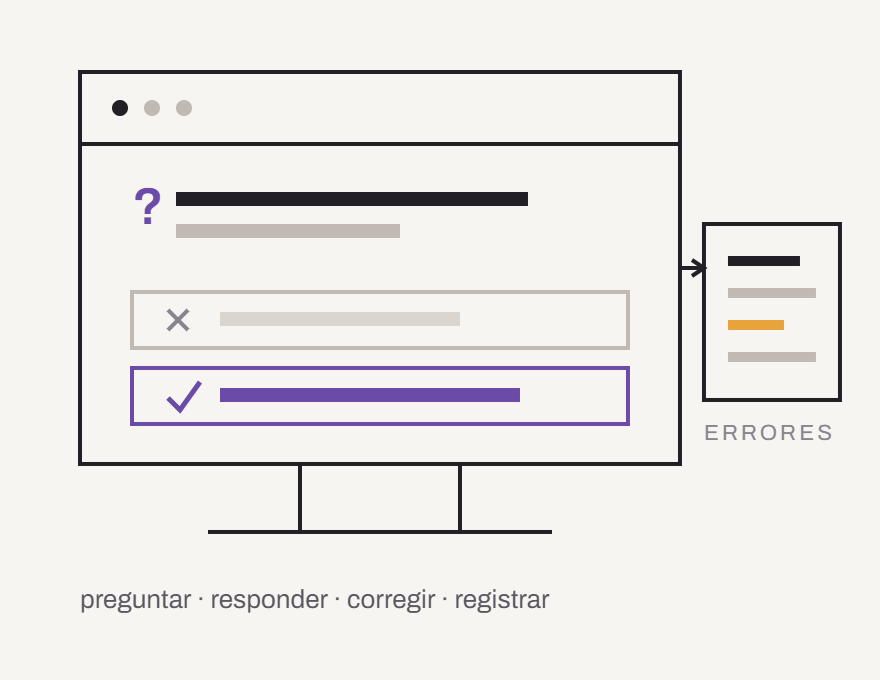 ?
ERRORES
preguntar · responder · corregir · registrar